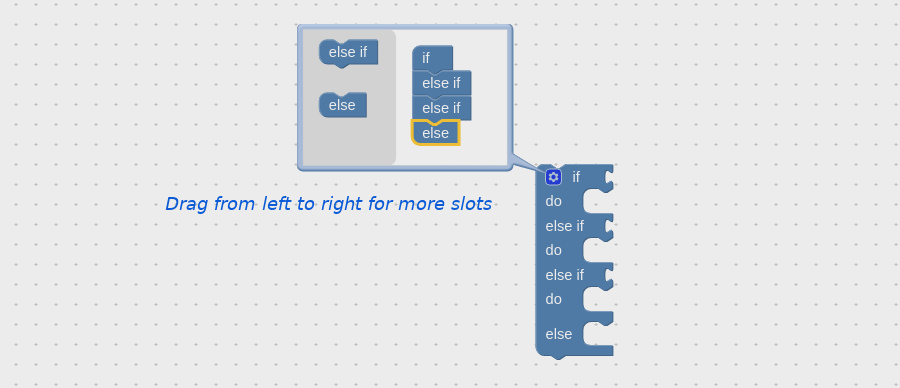 else if
else
if
else if
else if
else
Drag from left to right for more slots
if
do
else if
do
else if
do
else